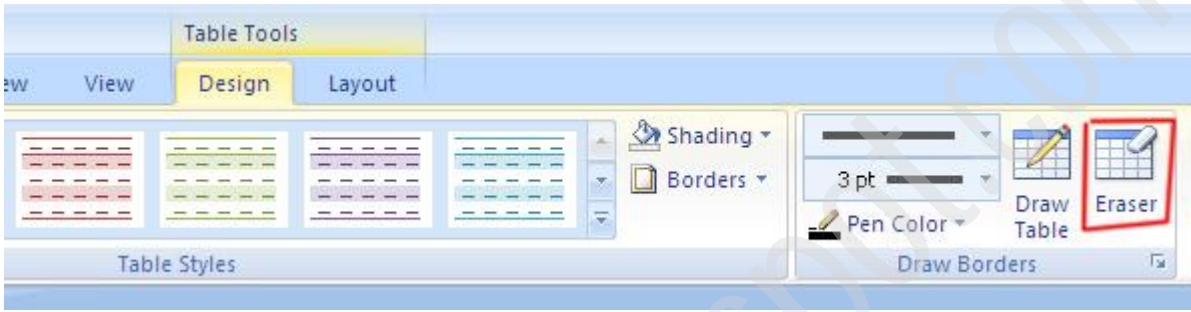 Table Tools
ew View Design Layout
Shading
Borders
3 pt
Pen Color
Draw
Table
Eraser
Table Styles
Draw Borders